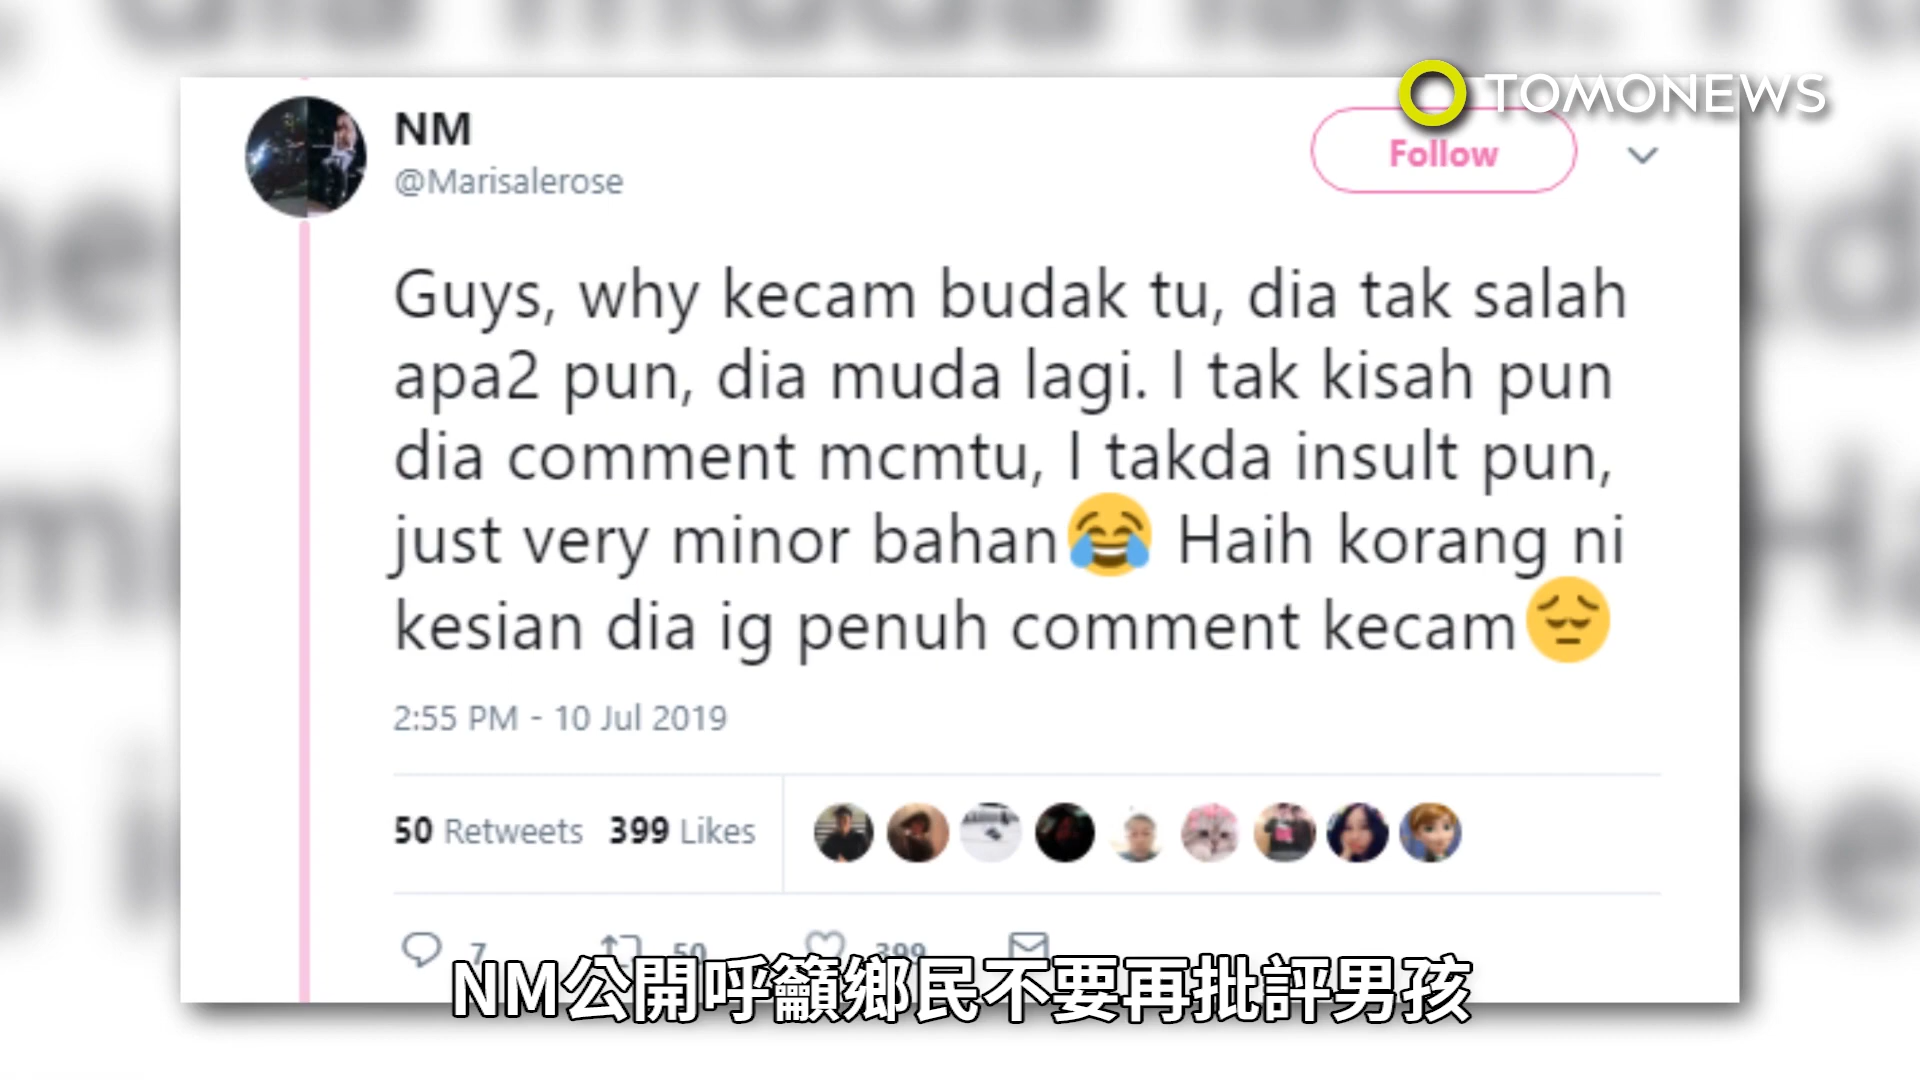 TOMONEWS
NM
@Marisalerose
Follow
Guys, why kecam budak tu, dia tak salah
apa2 pun, dia muda lagi. I tak kisah pun
dia comment mcmtu, I takda insult pun,
just very minor bahan😂 Haih korang ni
kesian dia ig penuh comment kecam😔
2:55 PM - 10 Jul 2019
50 Retweets 399 Likes
7 50 399
NM公開呼籲鄉民不要再批評男孩